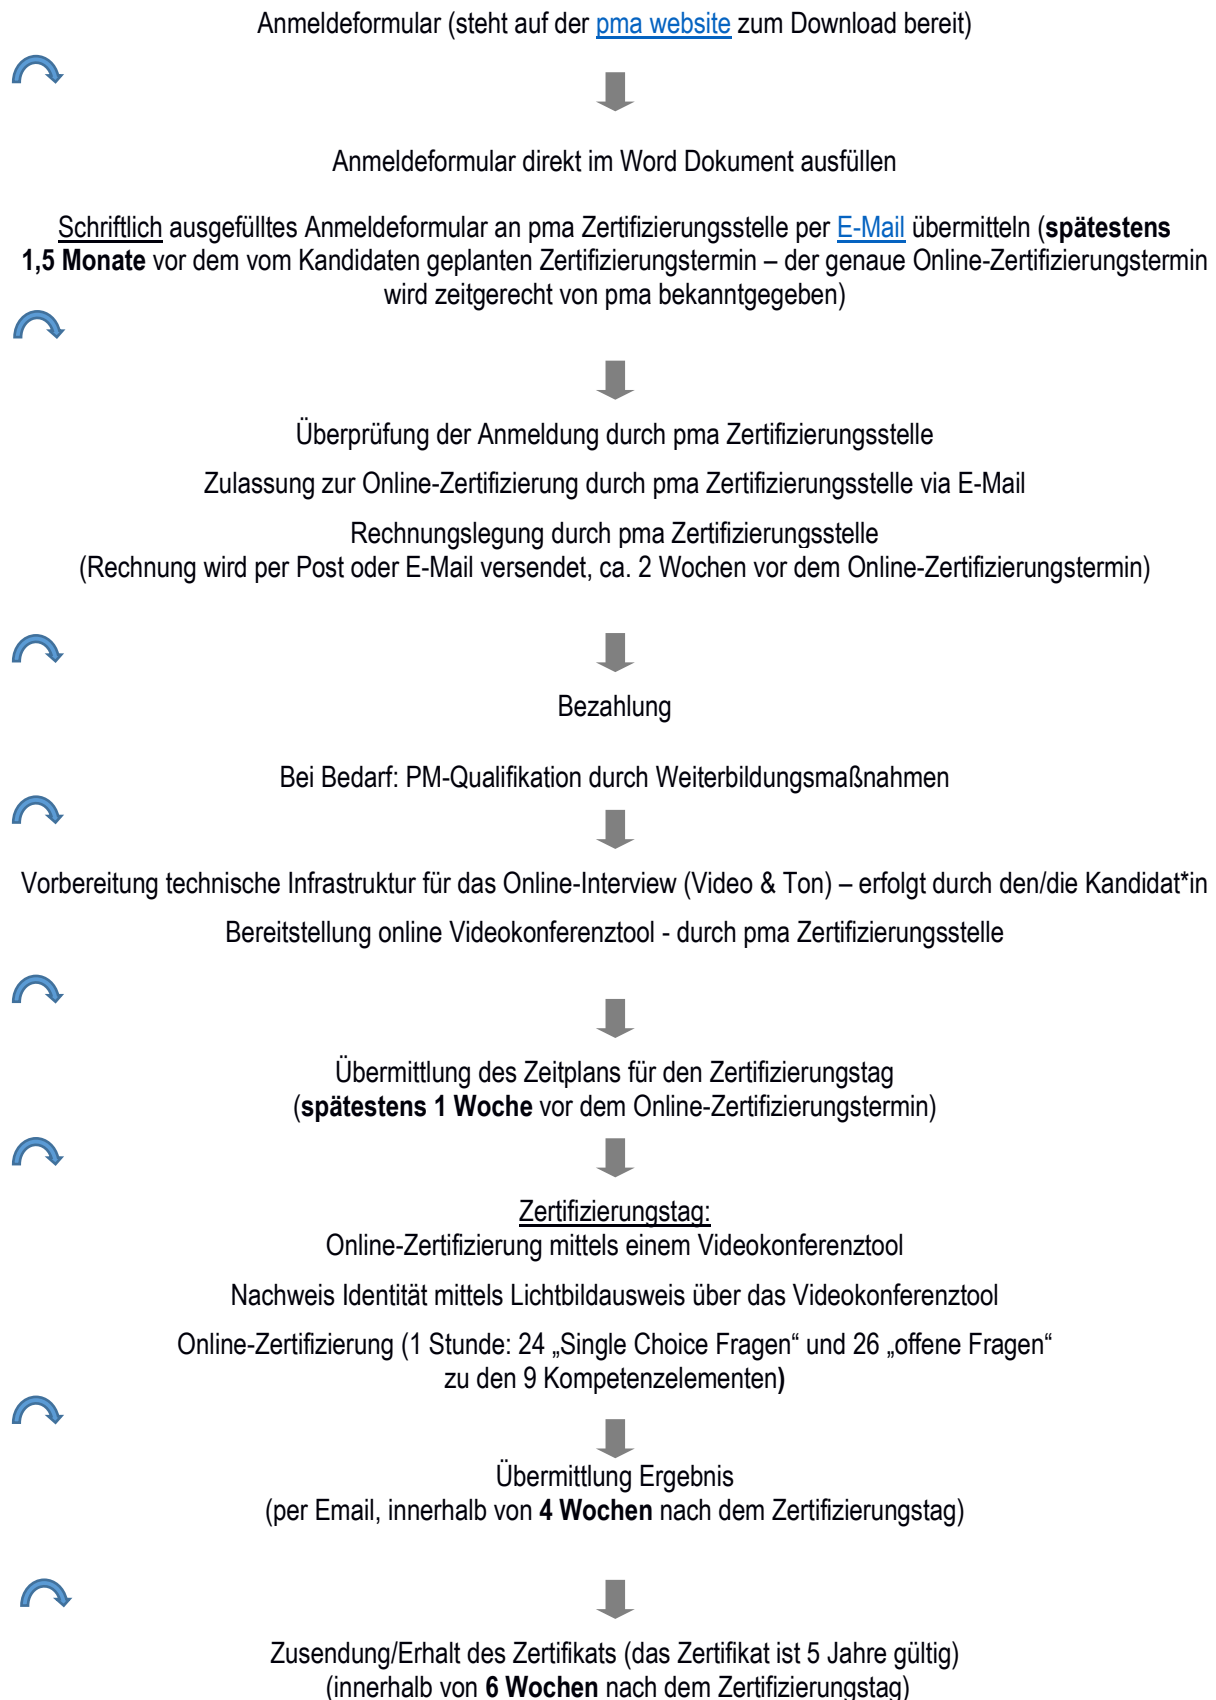 Anmeldeformular (steht auf der pma website zum Download bereit)
Anmeldeformular direkt im Word Dokument ausfüllen
Schriftlich ausgefülltes Anmeldeformular an pma Zertifizierungsstelle per E-Mail übermitteln (spätestens
1,5 Monate vor dem vom Kandidaten geplanten Zertifizierungstermin – der genaue Online-Zertifizierungstermin
wird zeitgerecht von pma bekanntgegeben)
Überprüfung der Anmeldung durch pma Zertifizierungsstelle
Zulassung zur Online-Zertifizierung durch pma Zertifizierungsstelle via E-Mail
Rechnungslegung durch pma Zertifizierungsstelle
(Rechnung wird per Post oder E-Mail versendet, ca. 2 Wochen vor dem Online-Zertifizierungstermin)
Bezahlung
Bei Bedarf: PM-Qualifikation durch Weiterbildungsmaßnahmen
Vorbereitung technische Infrastruktur für das Online-Interview (Video & Ton) – erfolgt durch den/die Kandidat*in
Bereitstellung online Videokonferenztool - durch pma Zertifizierungsstelle
Übermittlung des Zeitplans für den Zertifizierungstag
(spätestens 1 Woche vor dem Online-Zertifizierungstermin)
Zertifizierungstag:
Online-Zertifizierung mittels einem Videokonferenztool
Nachweis Identität mittels Lichtbildausweis über das Videokonferenztool
Online-Zertifizierung (1 Stunde: 24 „Single Choice Fragen“ und 26 „offene Fragen“
zu den 9 Kompetenzelementen)
Übermittlung Ergebnis
(per Email, innerhalb von 4 Wochen nach dem Zertifizierungstag)
Zusendung/Erhalt des Zertifikats (das Zertifikat ist 5 Jahre gültig)
(innerhalb von 6 Wochen nach dem Zertifizierungstag)